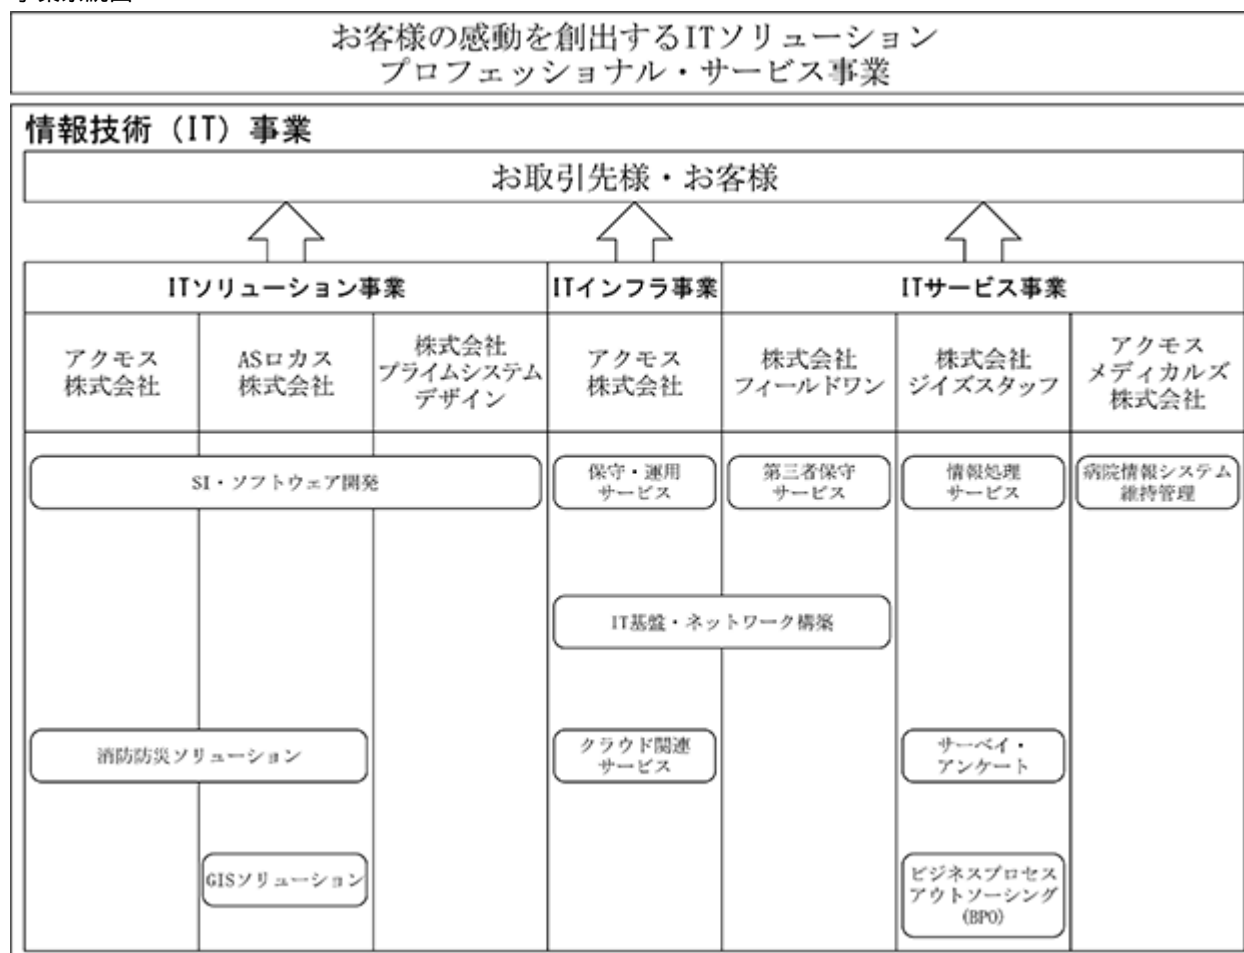 お客様の感動を創出するITソリューション
プロフェッショナル・サービス事業
情報技術（IT）事業
お取引先様・お客様
ITソリューション事業
ITインフラ事業
ITサービス事業
アクモス
株式会社
ASロカス
株式会社
株式会社
プライムシステム
デザイン
アクモス
株式会社
株式会社
フィールドワン
株式会社
ジイズスタッフ
アクモス
メディカルズ
株式会社
SI・ソフトウェア開発
保守・運用
サービス
第三者保守
サービス
情報処理
サービス
病院情報システム
維持管理
IT基盤・ネットワーク構築
消防防災ソリューション
クラウド関連
サービス
サーベイ・
アンケート
GISソリューション
ビジネスプロセス
アウトソーシング
(BPO)